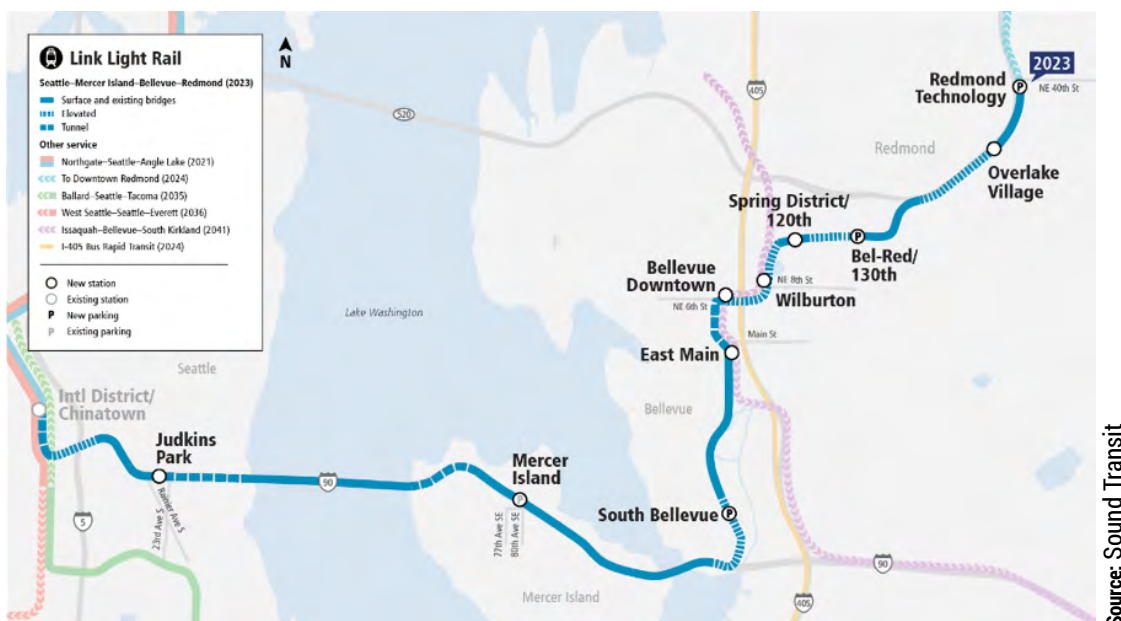 Link Light Rail
Seattle–Mercer Island–Bellevue–Redmond (2023)
Surface and existing bridges
Elevated
Tunnel
Other service
Northgate–Seattle–Angle Lake (2021)
To Downtown Redmond (2024)
Ballard–Seattle–Tacoma (2035)
West Seattle–Seattle–Everett (2036)
Issaquah–Bellevue–South Kirkland (2041)
I-405 Bus Rapid Transit (2024)
New station
Existing station
P
New parking
P
Existing parking
N
520
405
2023
Redmond
Technology
P
NE 40th St
Redmond
Overlake
Village
Spring District/
120th
P
Bel-Red/
130th
Bellevue
Downtown
NE 8th St
Wilburton
NE 6th St
Main St
East Main
Lake Washington
Seattle
Bellevue
Intl District/
Chinatown
Judkins
Park
90
Mercer
Island
P
South Bellevue
P
Rainier Ave S
23rd Ave S
77th Ave SE
80th Ave SE
5
90
Mercer Island
405
Source: Sound Transit